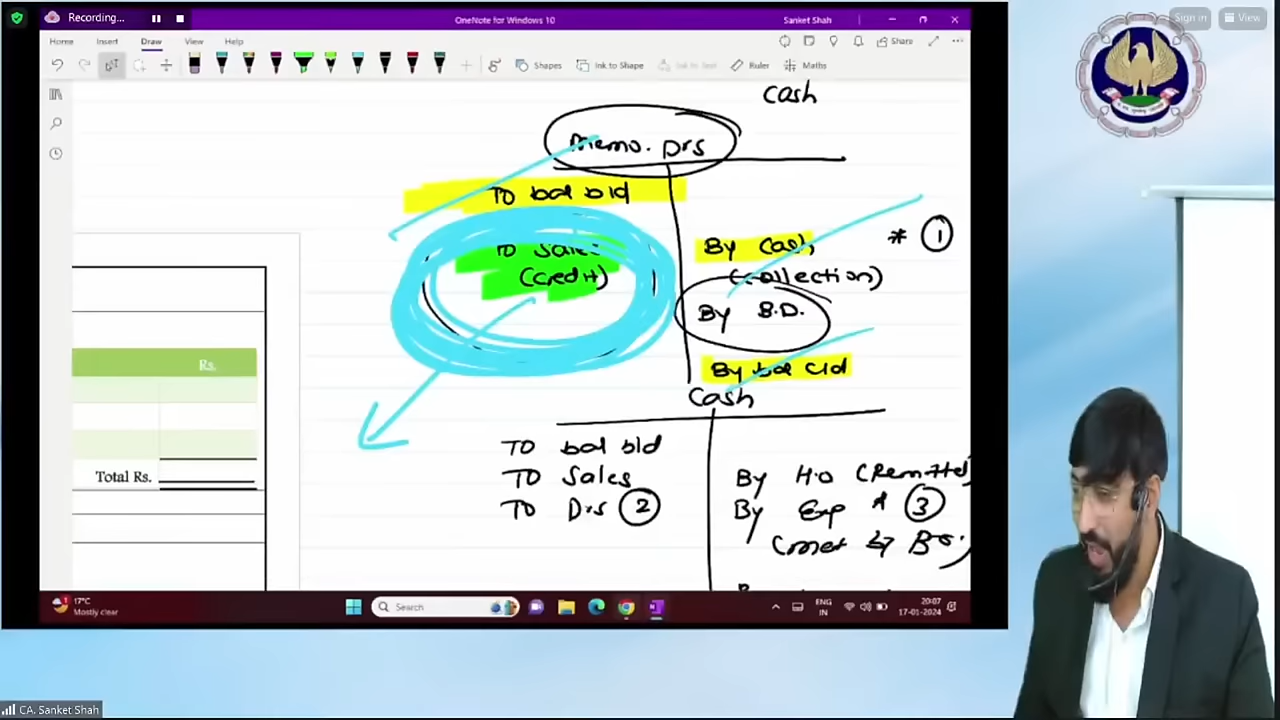 Recording...
OneNote for Windows 10
Sanket Shah
Sign in
View
Home Insert Draw View Help
Share
Shapes
Ink to Shape
Ruler
Maths
Cash
Memo. Drs
To bal b/d
To Sales
(Credit)
By Cash
(collection)
* 1
By B.D.
By bal c/d
Cash
To bal b/d
To Sales
To Drs 2
By H.O (Remitted)
By Exp * 3
Rs.
Total Rs.
17°C
Mostly clear
Search
ENG
IN
20:07
17-01-2024
CA. Sanket Shah